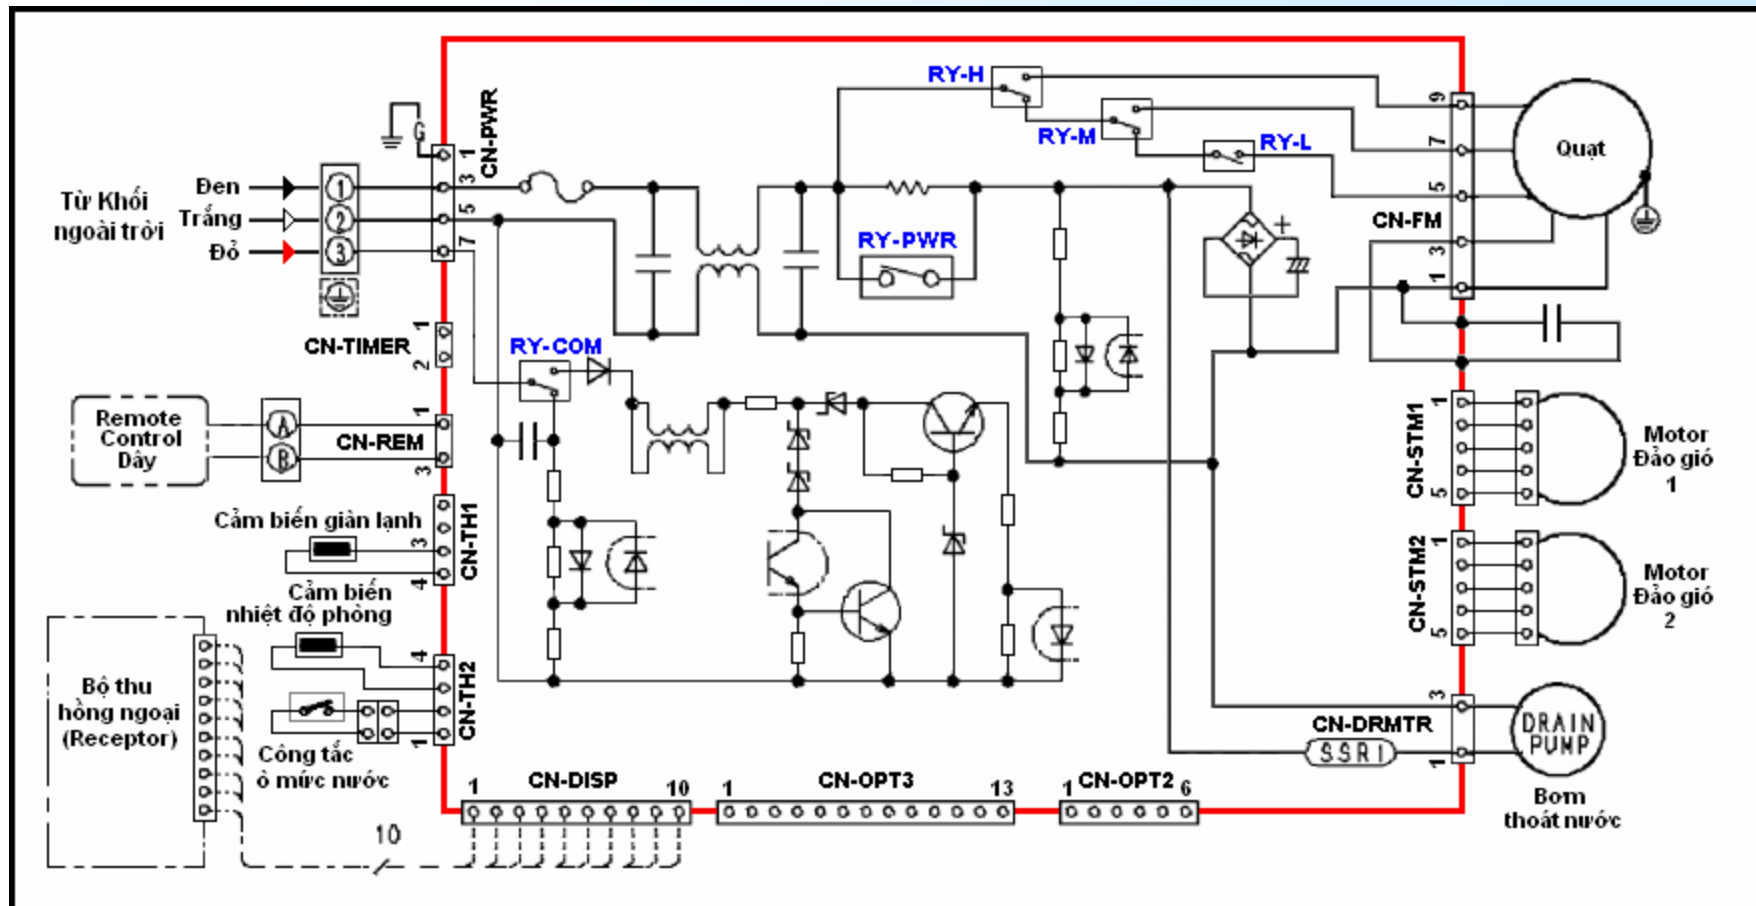 RY-H
RY-M
RY-L
CN-PWR
G
1
3
5
7
Từ Khối
ngoài trời
Đen
Trắng
Đỏ
1
2
3
RY-PWR
9
7
5
3
1
CN-FM
Quạt
CN-TIMER
1
2
RY-COM
Remote
Control
Dây
A
B
CN-REM
1
3
Cảm biến giàn lạnh
3
4
CN-TH1
Cảm biến
nhiệt độ phòng
4
1
CN-TH2
Công tắc
ở mức nước
Bộ thu
hồng ngoại
(Receptor)
10
CN-STM1
1
5
Motor
Đảo gió
1
CN-STM2
1
5
Motor
Đảo gió
2
CN-DRMTR
3
1
SSR1
DRAIN
PUMP
Bơm
thoát nước
1
CN-DISP
10
1
CN-OPT3
13
1
CN-OPT2
6